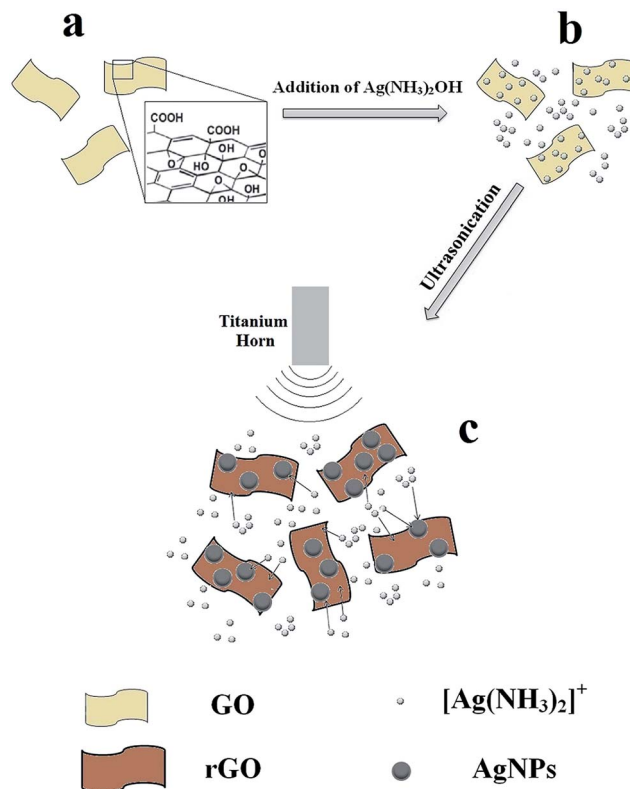 a
b
Addition of Ag(NH₃)₂OH
COOH
COOH
OH
O
O
HO
O
O
OH
OH
Ultrasonication
Titanium
Horn
c
GO
[Ag(NH₃)₂]⁺
rGO
AgNPs